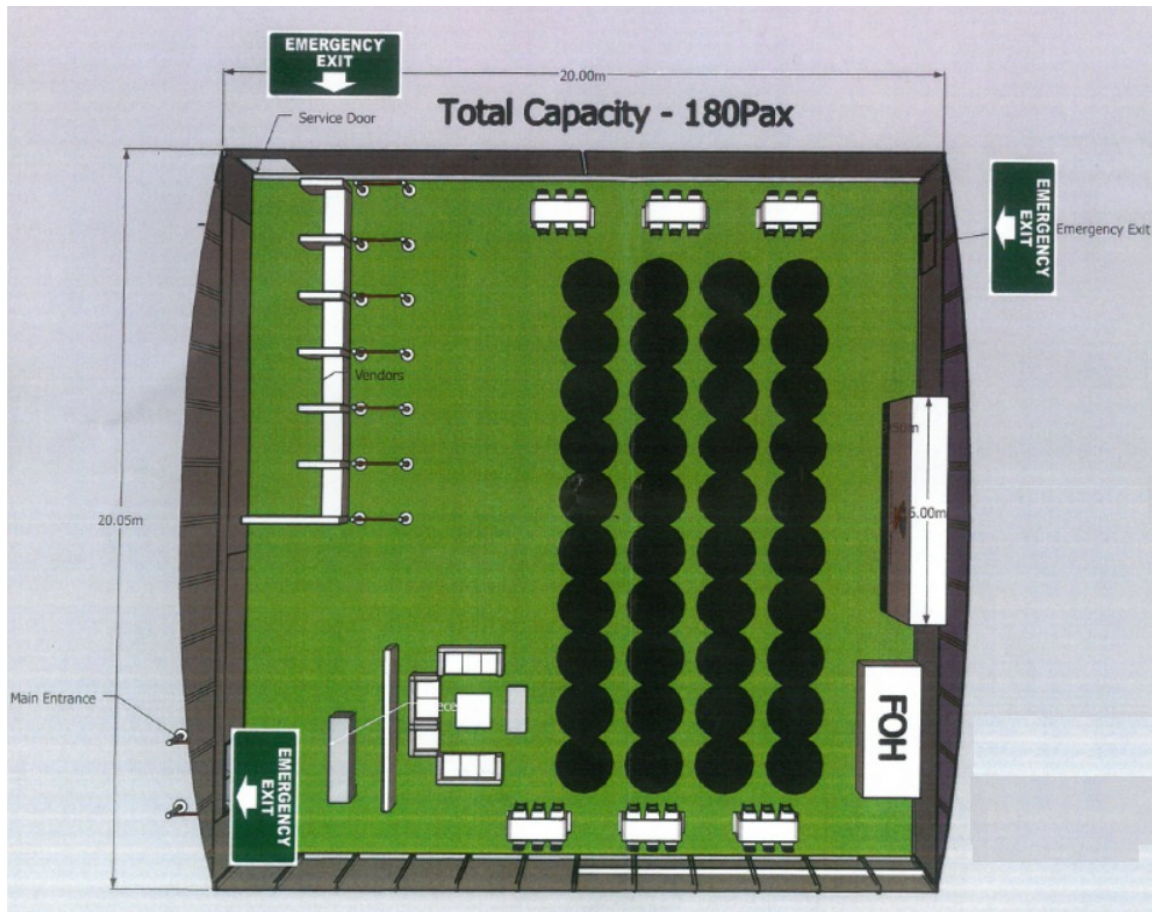 EMERGENCY
EXIT
20.00m
Total Capacity - 180Pax
Service Door
EMERGENCY
EXIT
Emergency Exit
Vendors
20.05m
5.00m
Main Entrance
FOH
EMERGENCY
EXIT